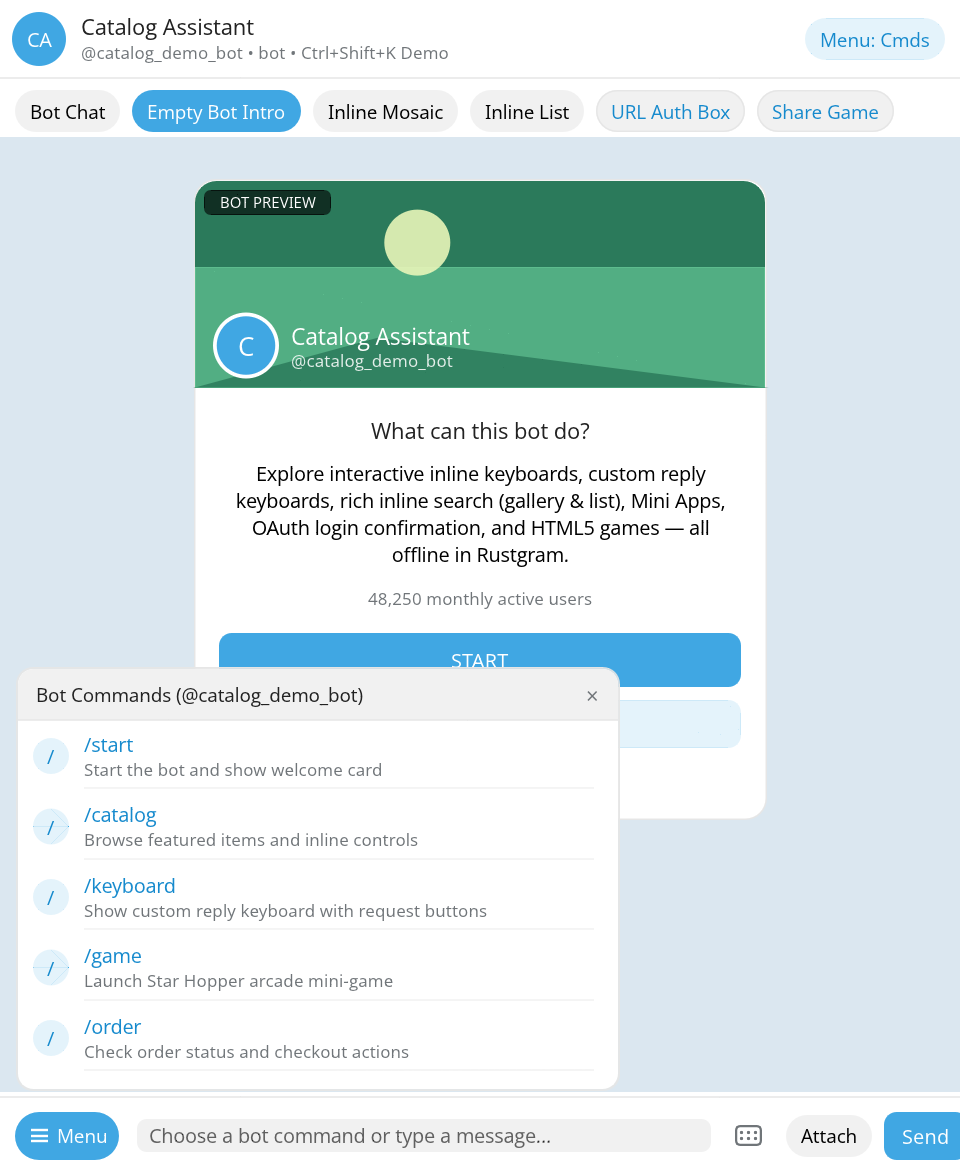 CA
Catalog Assistant
@catalog_demo_bot • bot • Ctrl+Shift+K Demo
Menu: Cmds
Bot Chat
Empty Bot Intro
Inline Mosaic
Inline List
URL Auth Box
Share Game
BOT PREVIEW
C
Catalog Assistant
@catalog_demo_bot
What can this bot do?
Explore interactive inline keyboards, custom reply
keyboards, rich inline search (gallery & list), Mini Apps,
OAuth login confirmation, and HTML5 games — all
offline in Rustgram.
48,250 monthly active users
START
Bot Commands (@catalog_demo_bot)
×
/
/start
Start the bot and show welcome card
/
/catalog
Browse featured items and inline controls
/
/keyboard
Show custom reply keyboard with request buttons
/
/game
Launch Star Hopper arcade mini-game
/
/order
Check order status and checkout actions
Menu
Choose a bot command or type a message...
Attach
Send